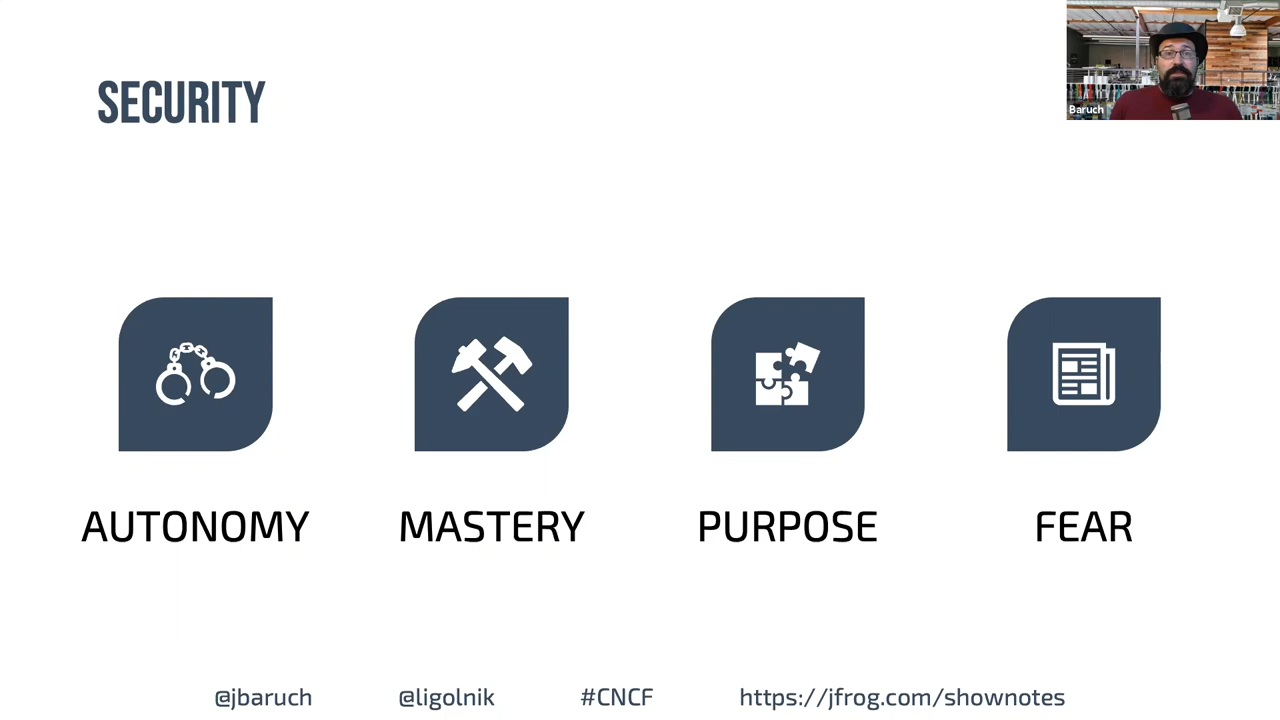 SECURITY
Baruch
AUTONOMY
MASTERY
PURPOSE
FEAR
@jbaruch
@ligolnik
#CNCF
https://jfrog.com/shownotes